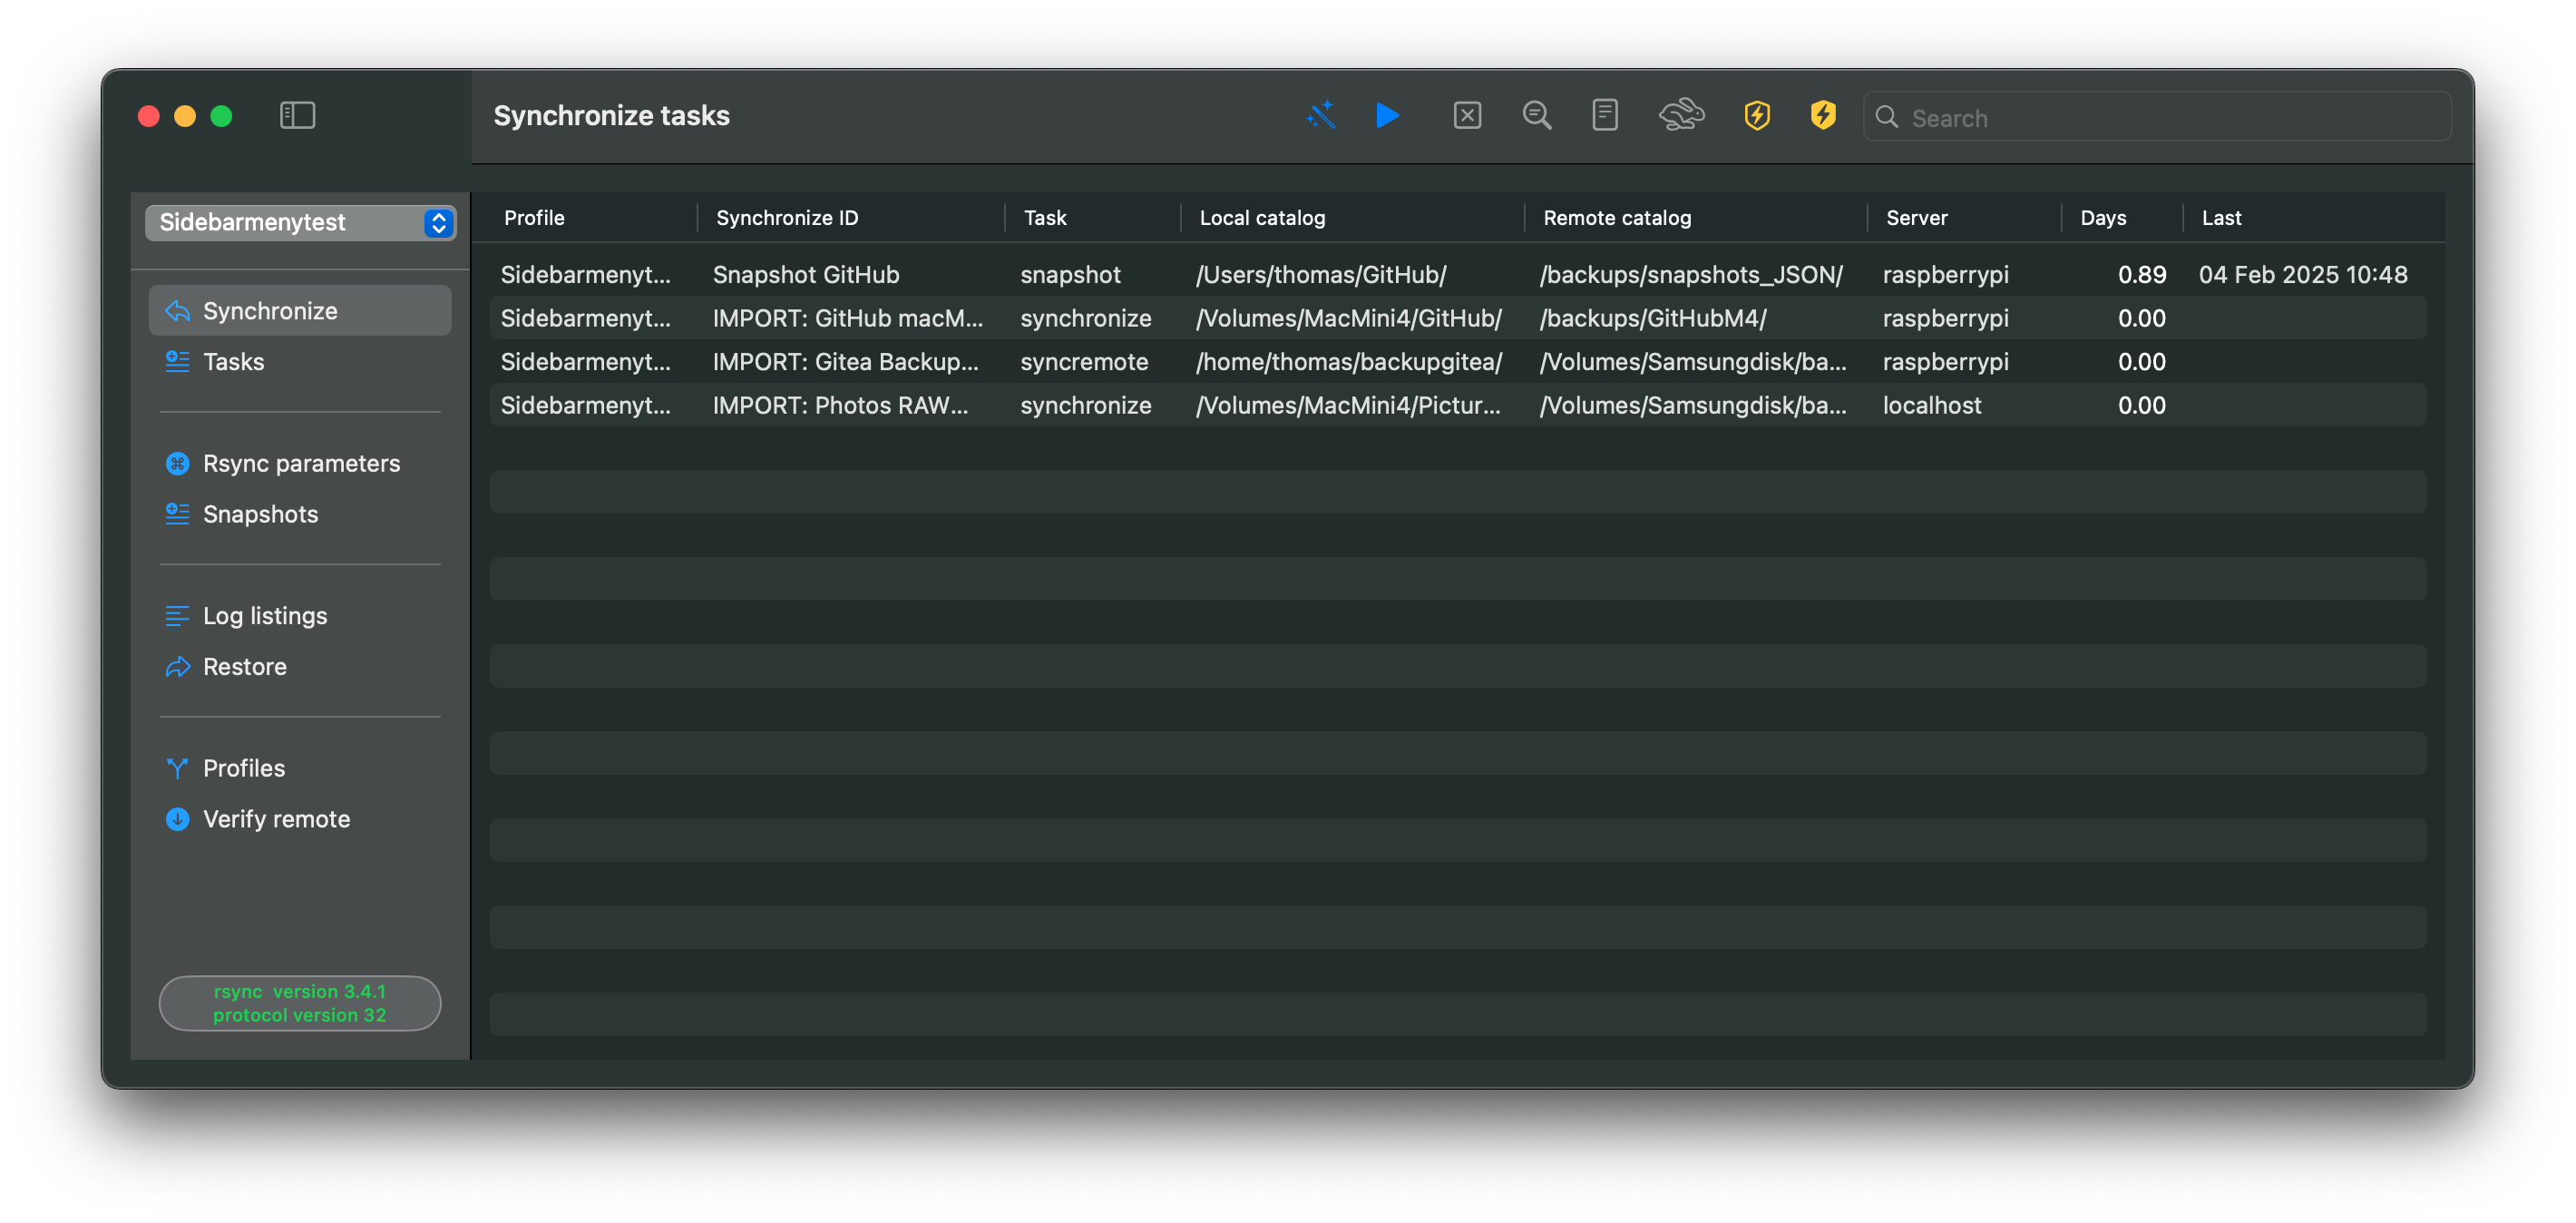 Synchronize tasks
Search
Sidebarmenytest
Synchronize
Tasks
Rsync parameters
Snapshots
Log listings
Restore
Profiles
Verify remote
rsync  version 3.4.1
protocol version 32
Profile Synchronize ID Task Local catalog Remote catalog Server Days Last
Sidebarmenyt... Snapshot GitHub snapshot /Users/thomas/GitHub/ /backups/snapshots_JSON/ raspberrypi 0.89 04 Feb 2025 10:48
Sidebarmenyt... IMPORT: GitHub macM... synchronize /Volumes/MacMini4/GitHub/ /backups/GitHubM4/ raspberrypi 0.00
Sidebarmenyt... IMPORT: Gitea Backup... syncremote /home/thomas/backupgitea/ /Volumes/Samsungdisk/ba... raspberrypi 0.00
Sidebarmenyt... IMPORT: Photos RAW... synchronize /Volumes/MacMini4/Pictur... /Volumes/Samsungdisk/ba... localhost 0.00